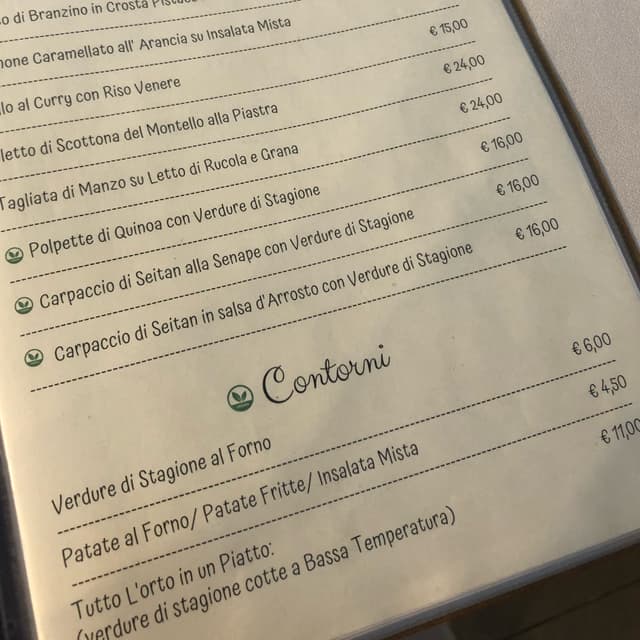 di Branzino in Crosta
Caramellato all' Arancia su Insalata Mista
llo al Curry con Riso Venere € 15,00
letto di Scottona del Montello alla Piastra € 24,00
Tagliata di Manzo su Letto di Rucola e Grana € 24,00
Polpette di Quinoa con Verdure di Stagione € 16,00
Carpaccio di Seitan alla Senape con Verdure di Stagione € 16,00
Carpaccio di Seitan in salsa d'Arrosto con Verdure di Stagione € 16,00
Contorni
Verdure di Stagione al Forno € 6,00
Patate al Forno/ Patate Fritte/ Insalata Mista € 4,50
Tutto L'orto in un Piatto: € 11,00
(verdure di stagione cotte a Bassa Temperatura)